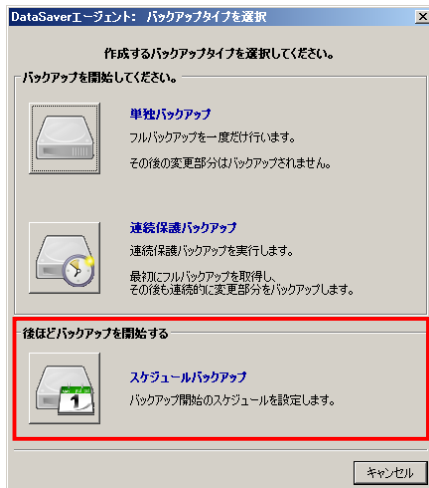 DataSaverエージェント: バックアップタイプを選択
作成するバックアップタイプを選択してください。
バックアップを開始してください。
単独バックアップ
フルバックアップを一度だけ行います。
その後の変更部分はバックアップされません。
連続保護バックアップ
連続保護バックアップを実行します。
最初にフルバックアップを取得し、
その後も連続的に変更部分をバックアップします。
後ほどバックアップを開始する
1
スケジュールバックアップ
バックアップ開始のスケジュールを設定します。
キャンセル